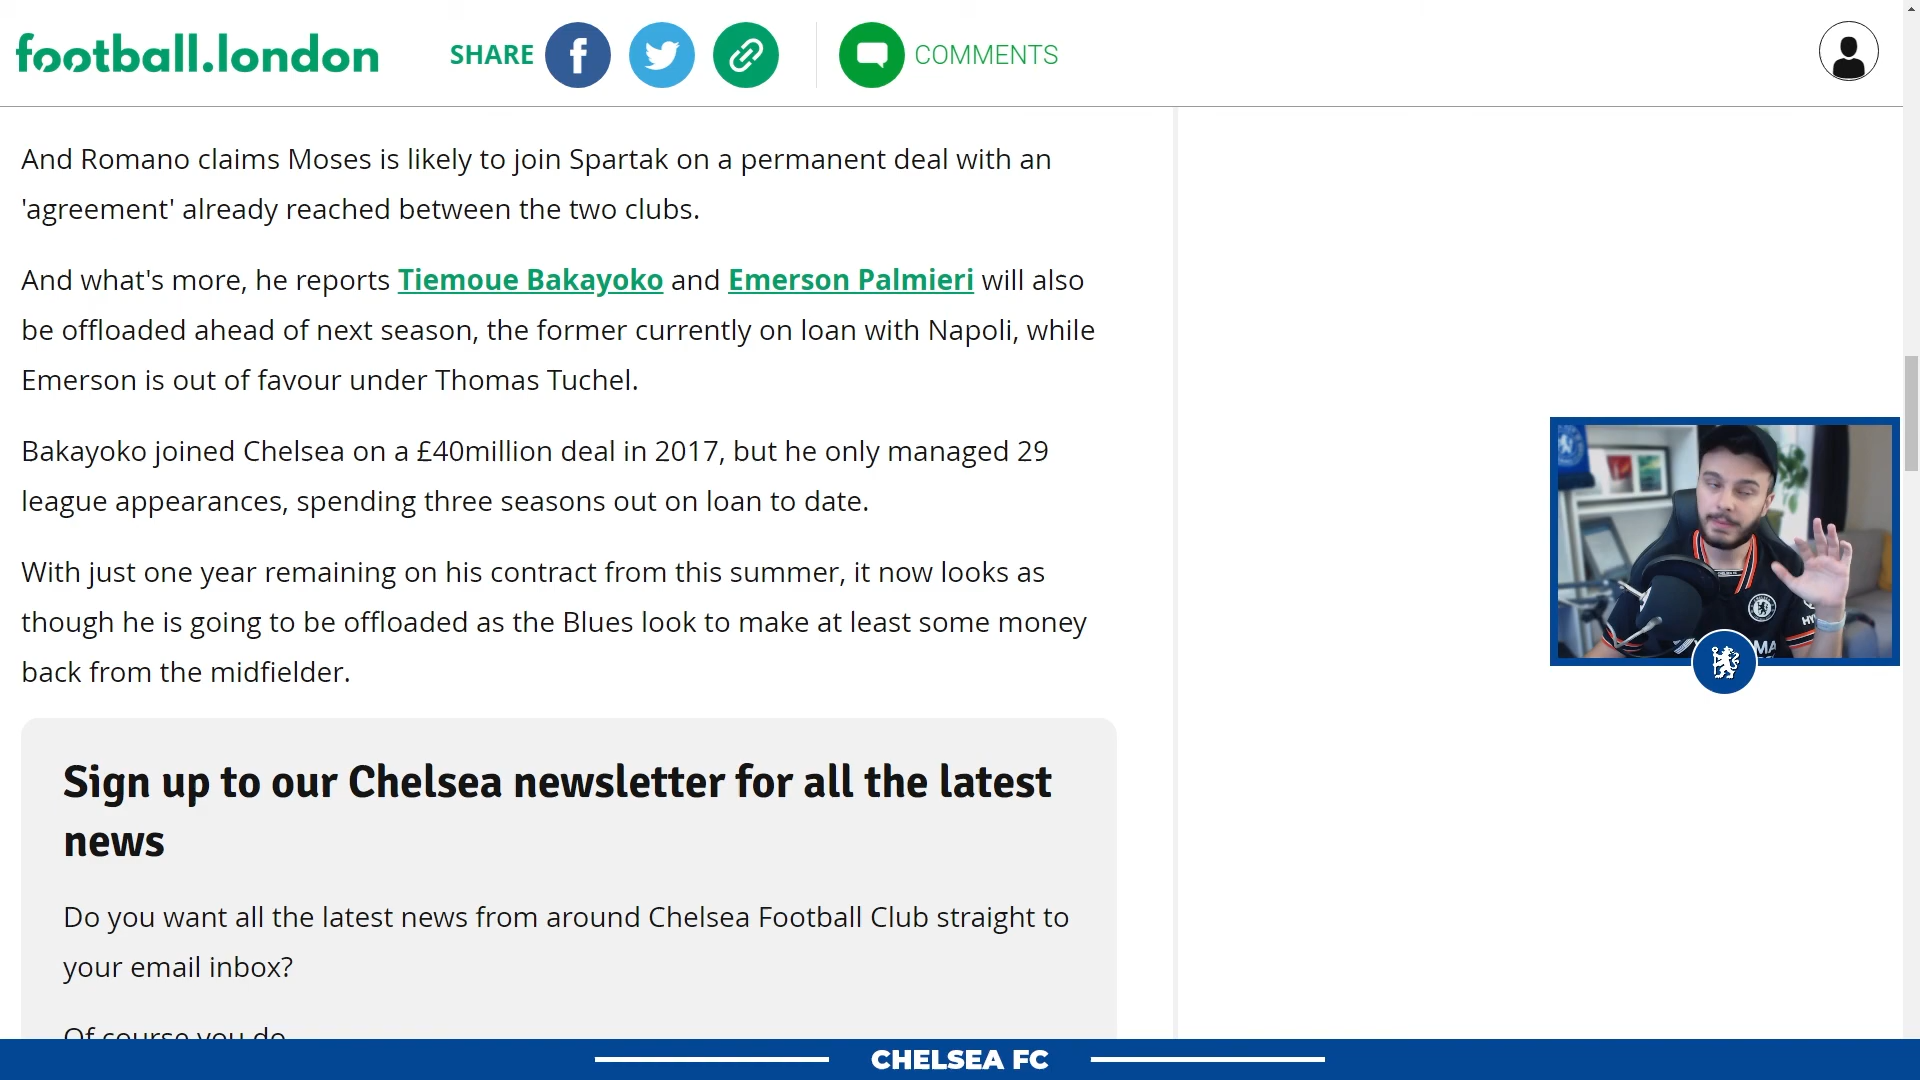 football.london
SHARE
COMMENTS
And Romano claims Moses is likely to join Spartak on a permanent deal with an
'agreement' already reached between the two clubs.
And what's more, he reports Tiemoue Bakayoko and Emerson Palmieri will also
be offloaded ahead of next season, the former currently on loan with Napoli, while
Emerson is out of favour under Thomas Tuchel.
Bakayoko joined Chelsea on a £40million deal in 2017, but he only managed 29
league appearances, spending three seasons out on loan to date.
With just one year remaining on his contract from this summer, it now looks as
though he is going to be offloaded as the Blues look to make at least some money
back from the midfielder.
Sign up to our Chelsea newsletter for all the latest
news
Do you want all the latest news from around Chelsea Football Club straight to
your email inbox?
Of course you do.
CHELSEA FC